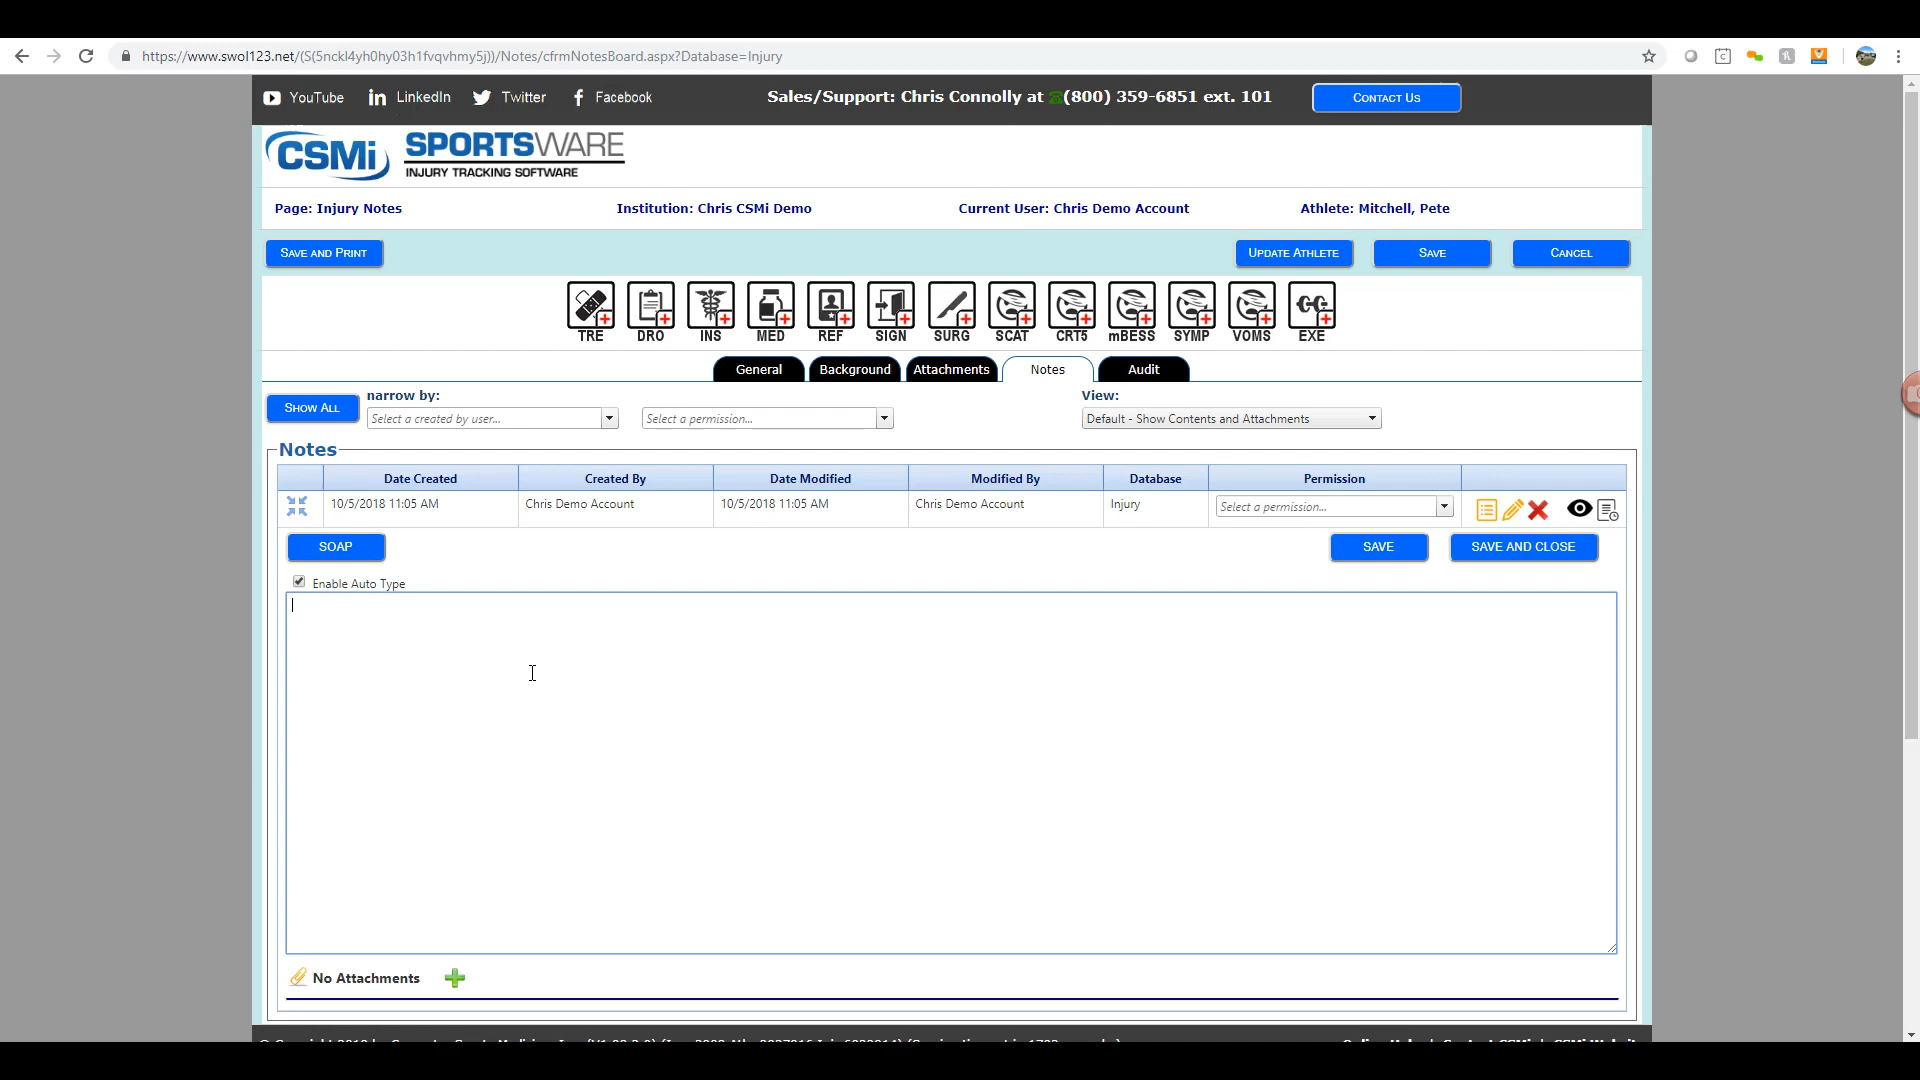 https://www.swol123.net/(S(5nckl4yh0hy03h1fvqvhmy5j))/Notes/cfrmNotesBoard.aspx?Database=Injury
YouTube LinkedIn Twitter Facebook Sales/Support: Chris Connolly at (800) 359-6851 ext. 101 CONTACT US
CSMi SPORTSWARE
INJURY TRACKING SOFTWARE
Page: Injury Notes Institution: Chris CSMi Demo Current User: Chris Demo Account Athlete: Mitchell, Pete
SAVE AND PRINT UPDATE ATHLETE SAVE CANCEL
TRE DRO INS MED REF SIGN SURG SCAT CRT5 mBESS SYMP VOMS EXE
General Background Attachments Notes Audit
SHOW ALL narrow by: View:
Select a created by user... Select a permission... Default - Show Contents and Attachments
Notes
Date Created Created By Date Modified Modified By Database Permission
10/5/2018 11:05 AM Chris Demo Account 10/5/2018 11:05 AM Chris Demo Account Injury Select a permission...
SOAP SAVE SAVE AND CLOSE
Enable Auto Type
No Attachments